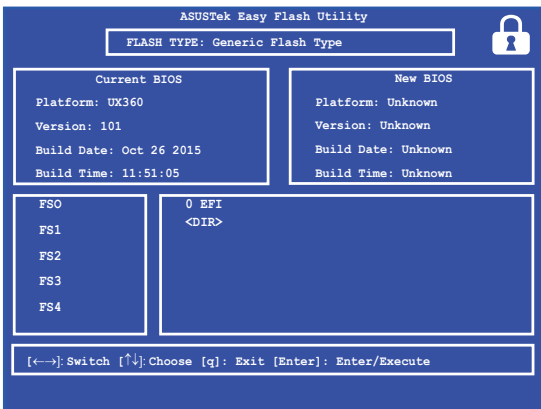 ASUSTek Easy Flash Utility
FLASH TYPE: Generic Flash Type
Current BIOS
Platform: UX360
Version: 101
Build Date: Oct 26 2015
Build Time: 11:51:05
New BIOS
Platform: Unknown
Version: Unknown
Build Date: Unknown
Build Time: Unknown
FS0
FS1
FS2
FS3
FS4
0 EFI
<DIR>
[←→]: Switch [↑↓]: Choose [q]: Exit [Enter]: Enter/Execute